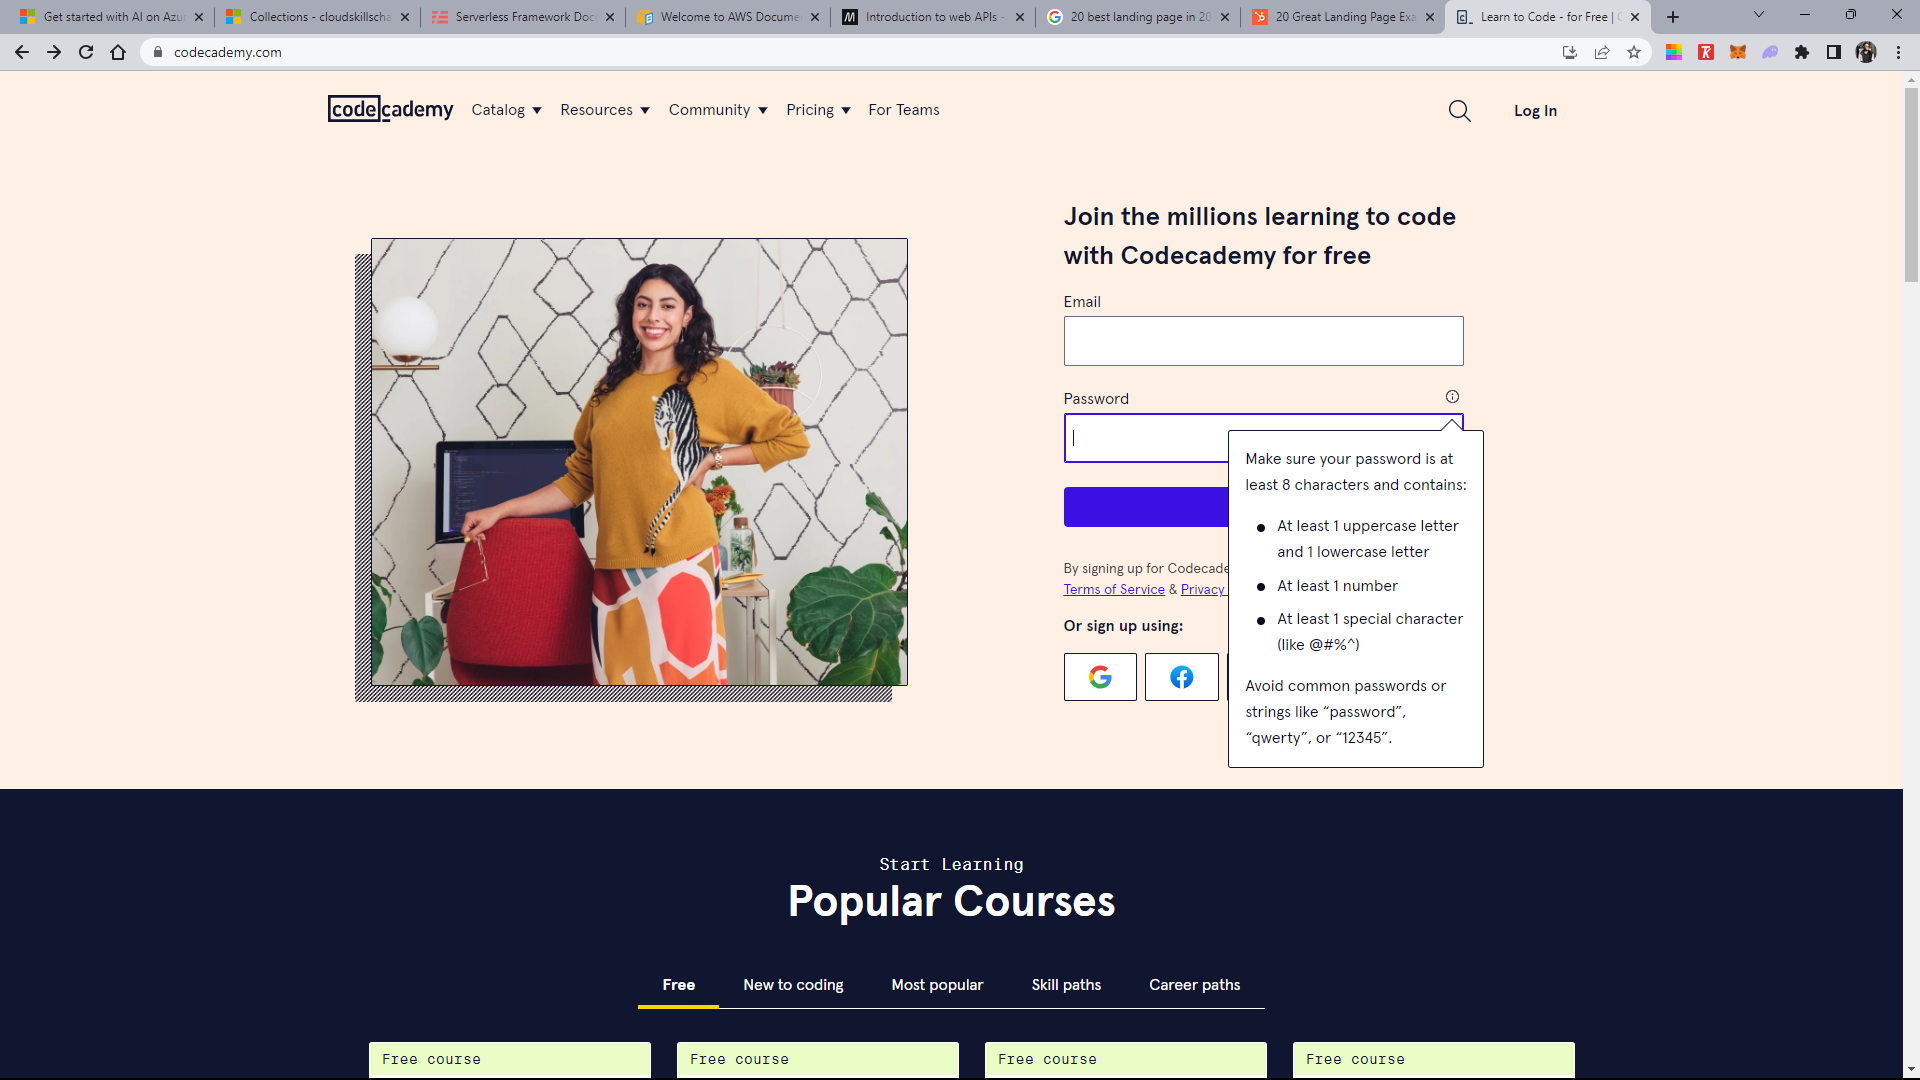 Get started with AI on Azur
Collections - cloudskillscha
Serverless Framework Doc
Welcome to AWS Docume
Introduction to web APIs -
20 best landing page in 20
20 Great Landing Page Exa
Learn to Code - for Free |
codecademy.com
codecademy
Catalog
Resources
Community
Pricing
For Teams
Log In
Join the millions learning to code
with Codecademy for free
Email
Password
Make sure your password is at
least 8 characters and contains:
At least 1 uppercase letter
and 1 lowercase letter
At least 1 number
At least 1 special character
(like @#%^)
Avoid common passwords or
strings like “password”,
“qwerty”, or “12345”.
By signing up for Codecade
Terms of Service & Privacy
Or sign up using:
Start Learning
Popular Courses
Free
New to coding
Most popular
Skill paths
Career paths
Free course
Free course
Free course
Free course